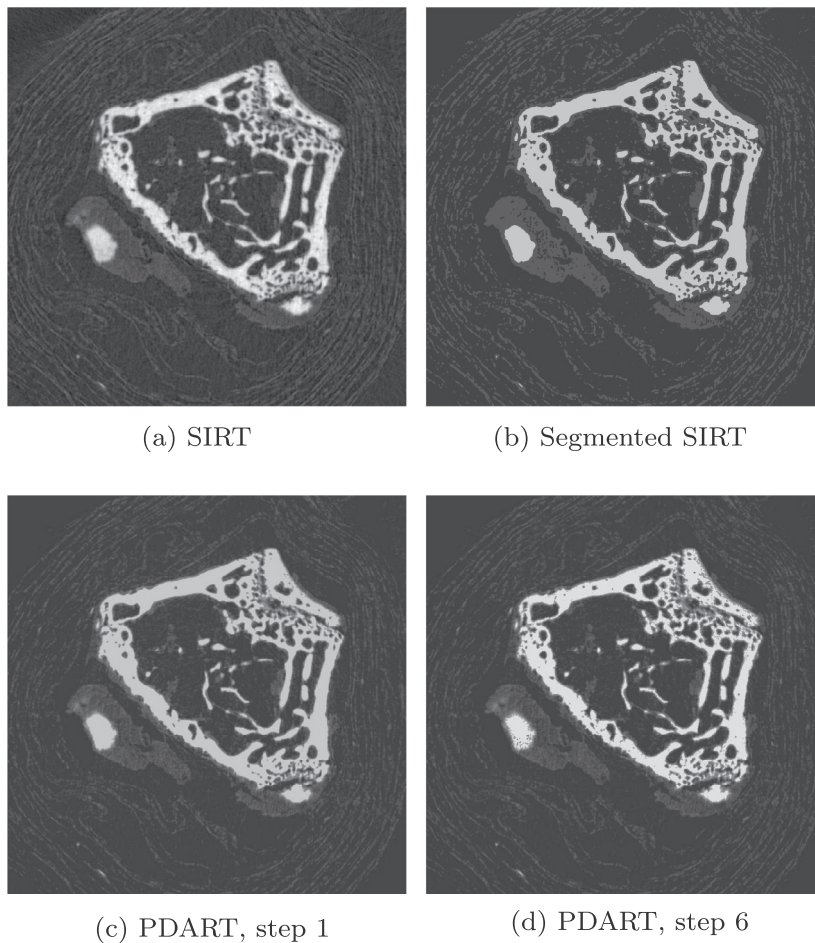 (a) SIRT
(b) Segmented SIRT
(c) PDART, step 1
(d) PDART, step 6